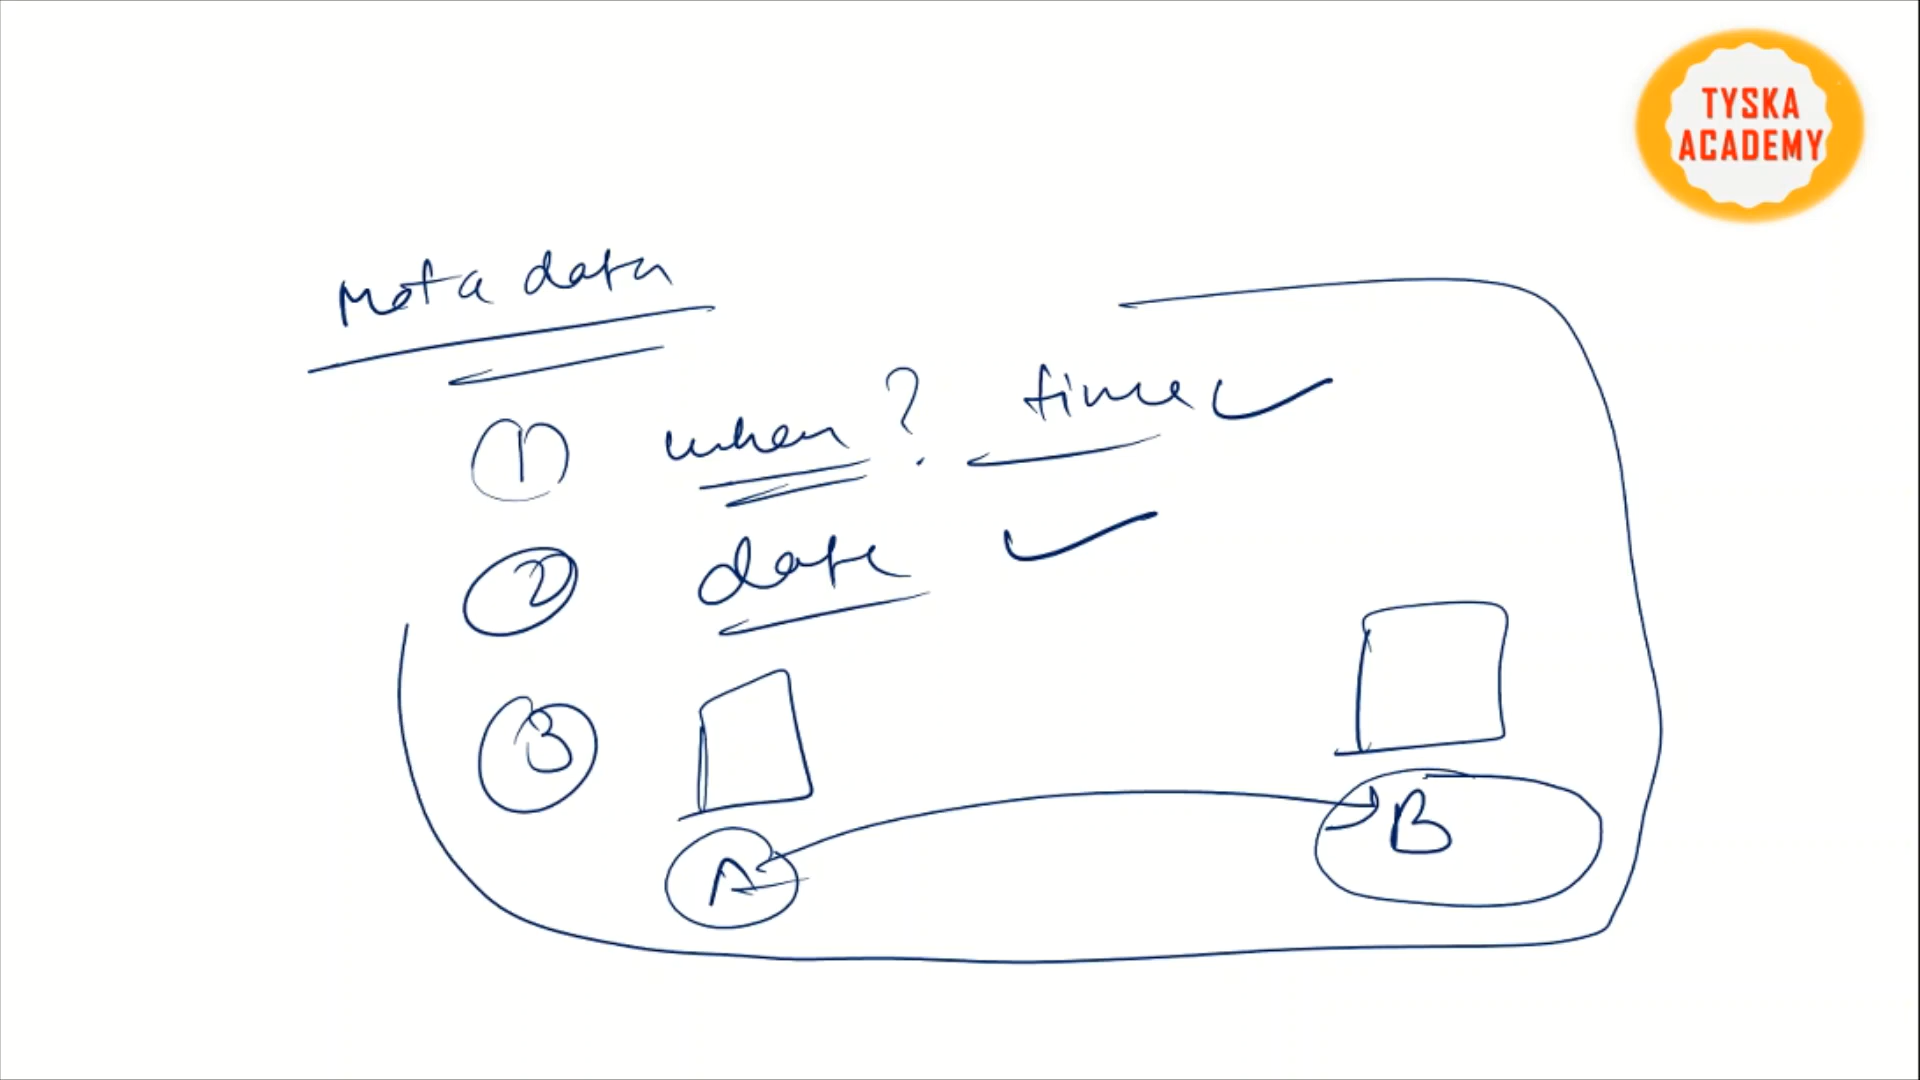 TYSKA
ACADEMY
Meta data
1 when? time
2 date
3
A B